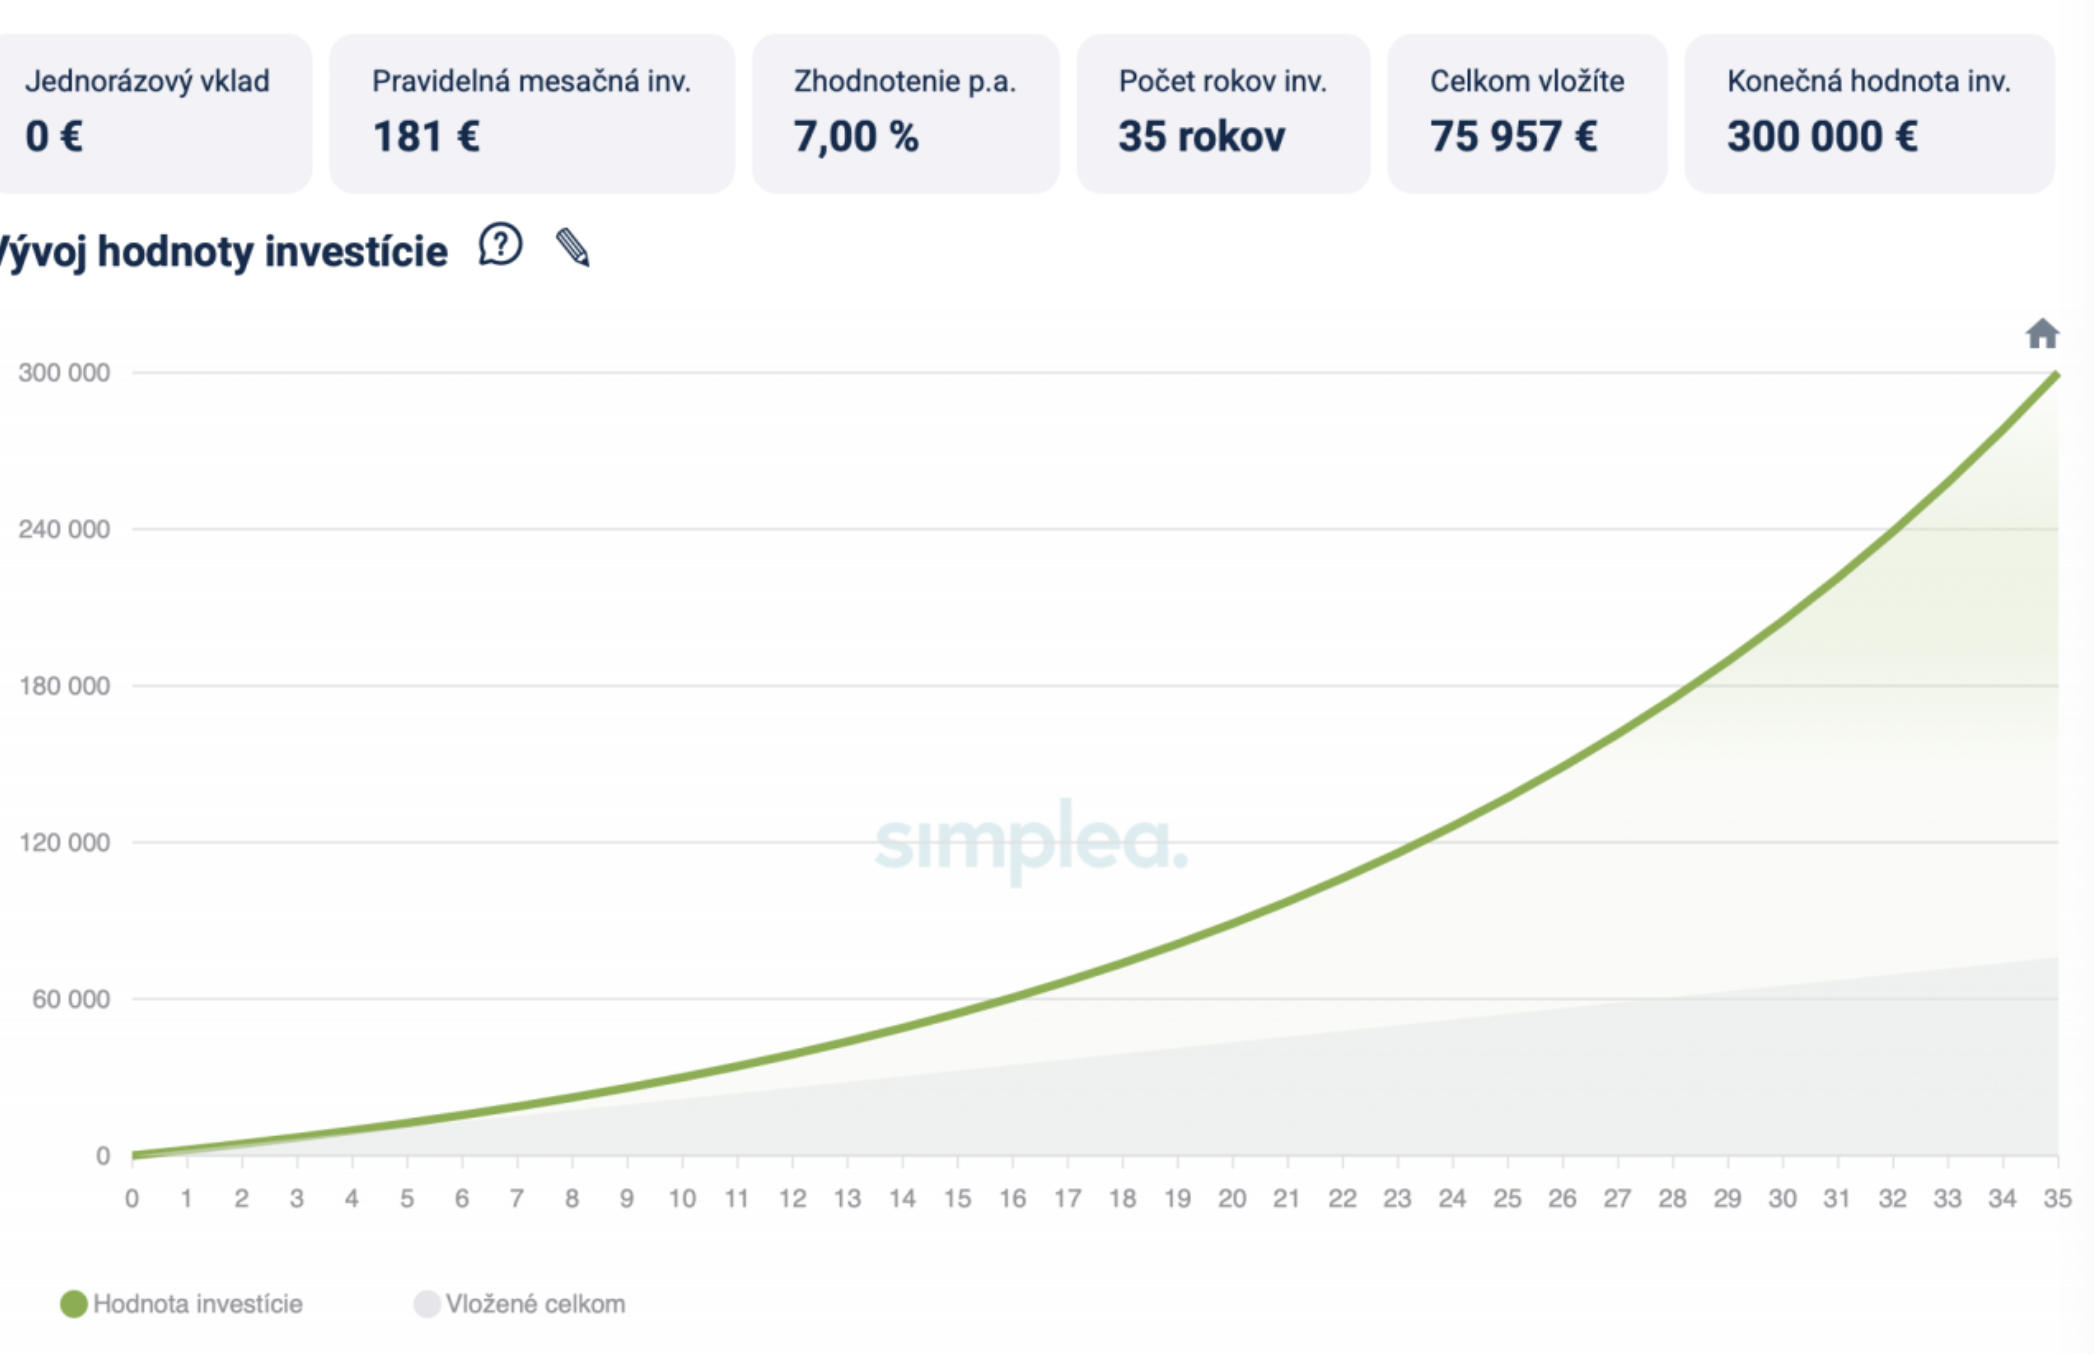 Jednorázový vklad
0 €
Pravidelná mesačná inv.
181 €
Zhodnotenie p.a.
7,00 %
Počet rokov inv.
35 rokov
Celkom vložíte
75 957 €
Konečná hodnota inv.
300 000 €
Vývoj hodnoty investície
300 000
240 000
180 000
120 000
60 000
0
simplea.
0 1 2 3 4 5 6 7 8 9 10 11 12 13 14 15 16 17 18 19 20 21 22 23 24 25 26 27 28 29 30 31 32 33 34 35
Hodnota investície
Vložené celkom